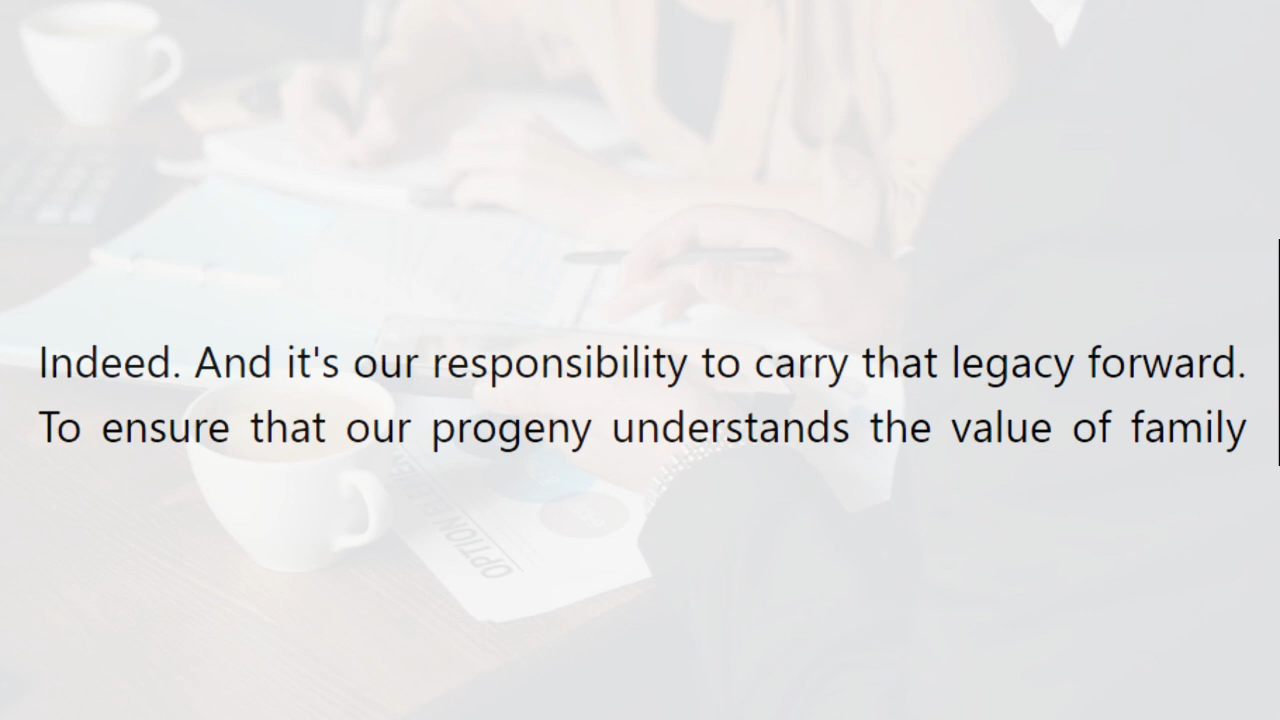 Indeed. And it's our responsibility to carry that legacy forward.
To ensure that our progeny understands the value of family
OPTION